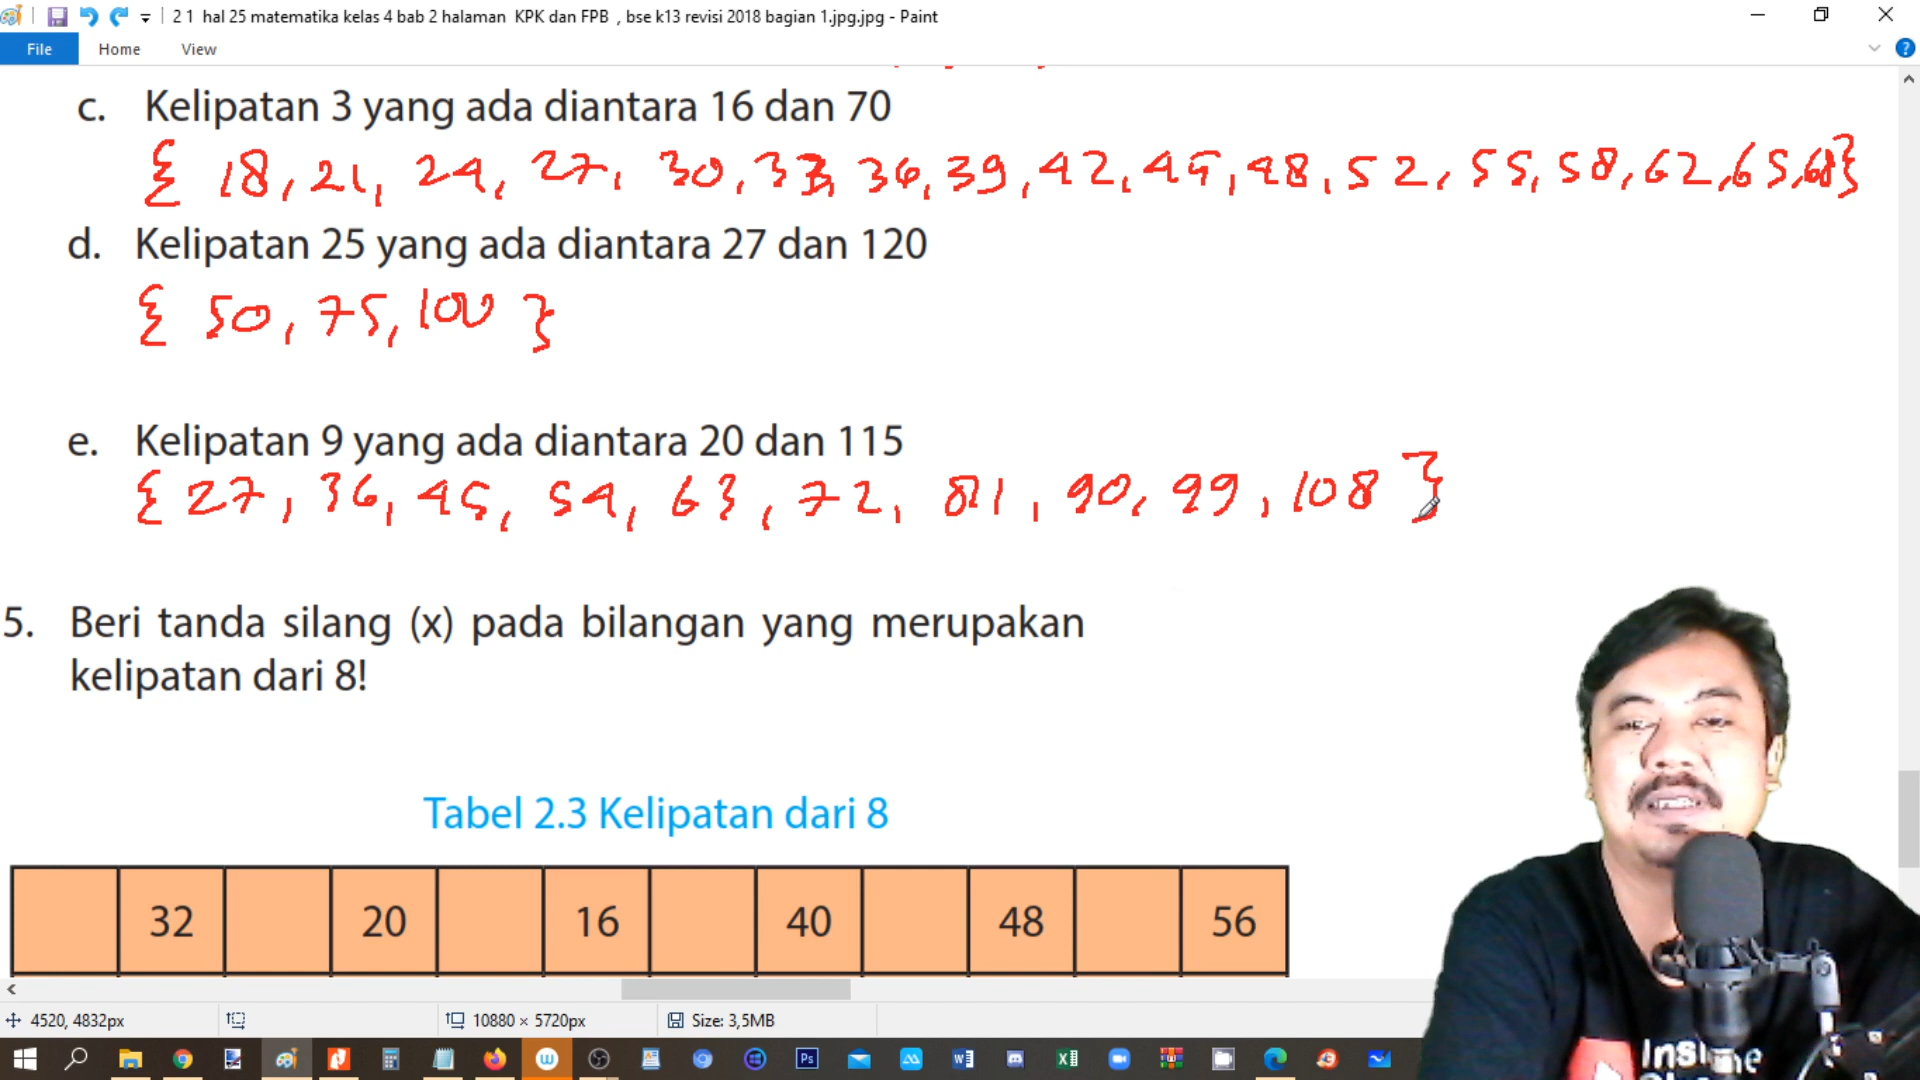 2 1 hal 25 matematika kelas 4 bab 2 halaman KPK dan FPB , bse k13 revisi 2018 bagian 1.jpg.jpg - Paint
File Home View
c. Kelipatan 3 yang ada diantara 16 dan 70
{ 18, 21, 24, 27, 30, 33, 36, 39, 42, 45, 48, 52, 55, 58, 62, 65, 68}
d. Kelipatan 25 yang ada diantara 27 dan 120
{ 50, 75, 100 }
e. Kelipatan 9 yang ada diantara 20 dan 115
{ 27, 36, 45, 54, 63, 72, 81, 90, 99, 108 }
5. Beri tanda silang (x) pada bilangan yang merupakan
kelipatan dari 8!
Tabel 2.3 Kelipatan dari 8
32 20 16 40 48 56
4520, 4832px 10880 × 5720px Size: 3,5MB